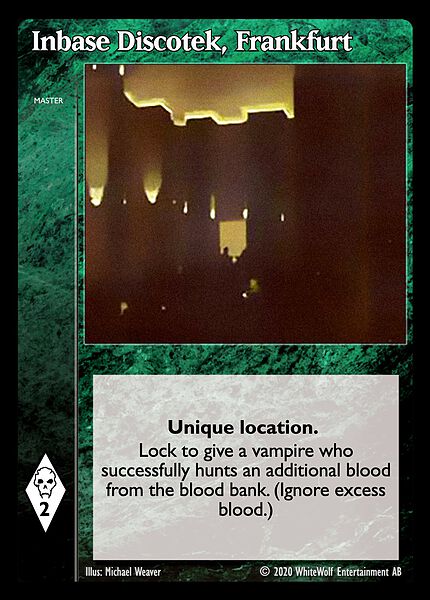 Inbase Discotek, Frankfurt
MASTER
Unique location.
Lock to give a vampire who
successfully hunts an additional blood
from the blood bank. (Ignore excess
blood.)
2
Illus: Michael Weaver
© 2020 WhiteWolf Entertainment AB